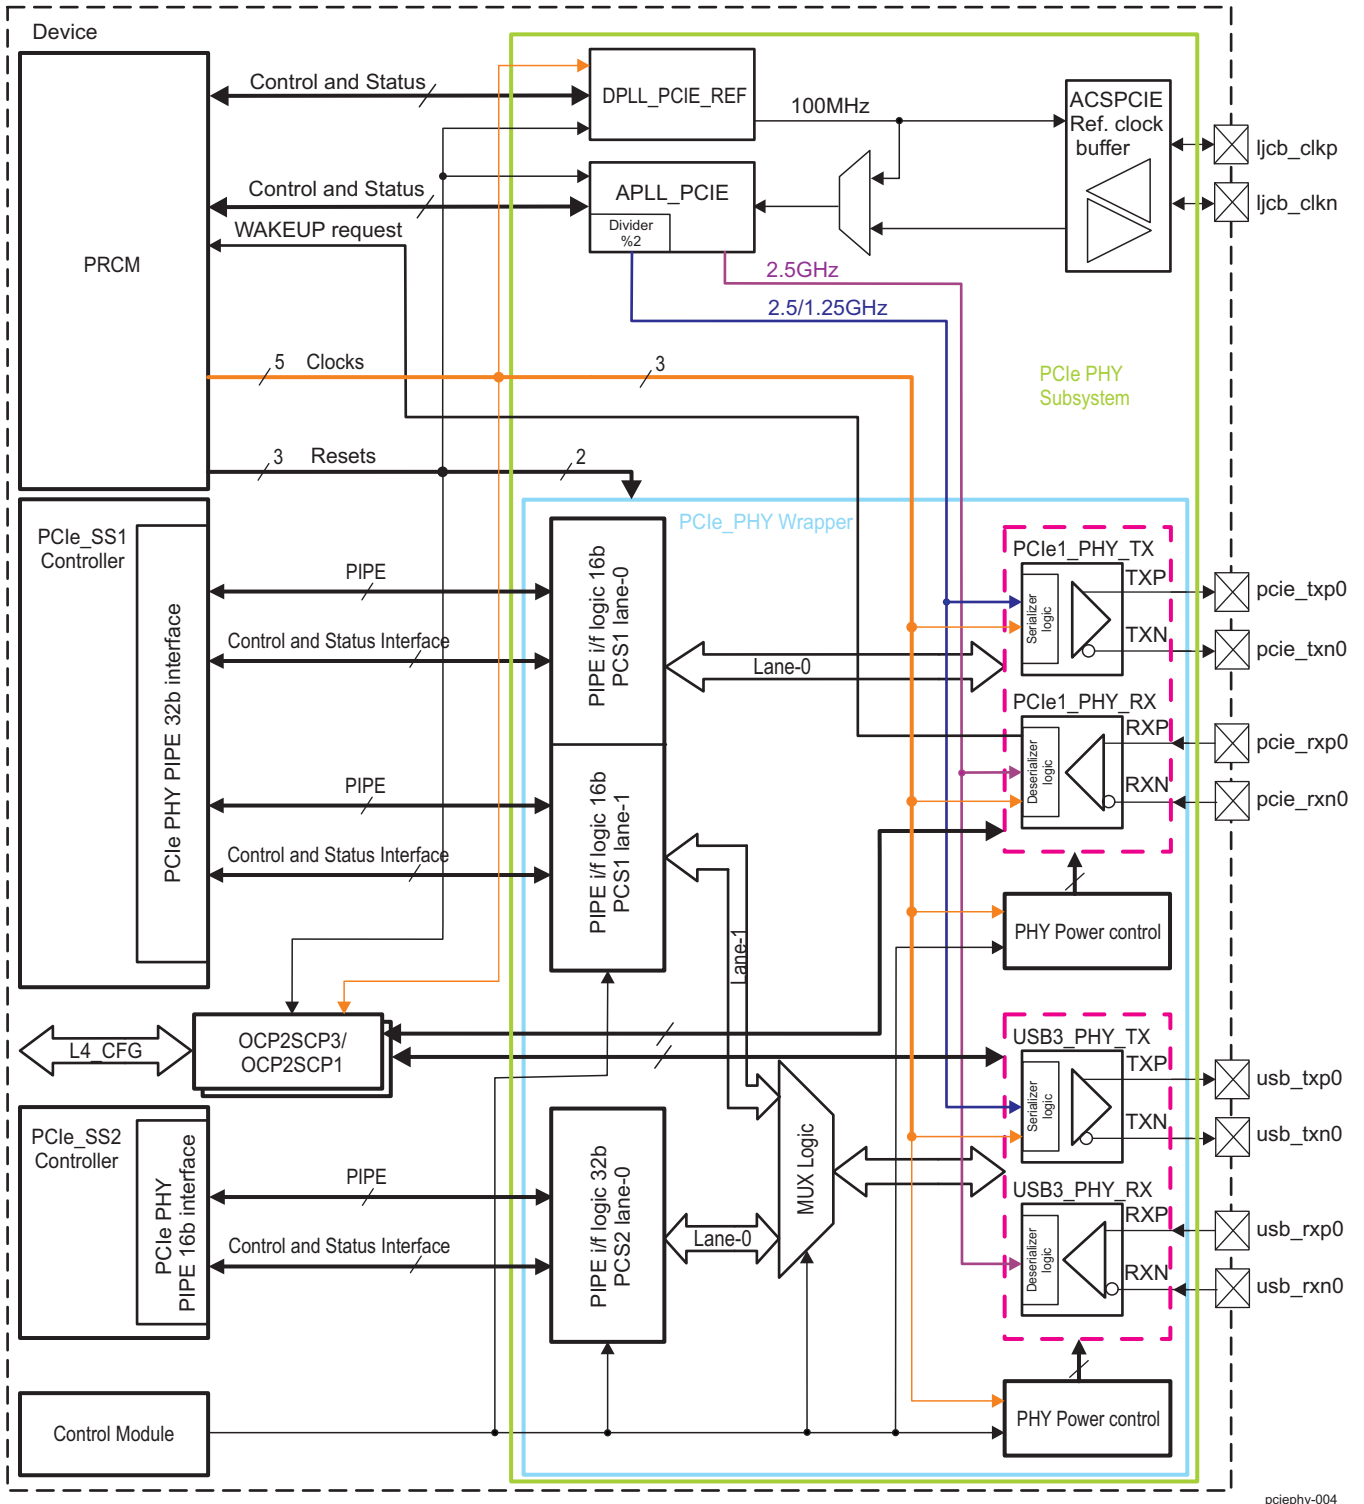 Device
Control and Status
DPLL_PCIE_REF
100MHz
ACSPCIE
Ref. clock
buffer
ljcb_clkp
ljcb_clkn
Control and Status
APLL_PCIE
Divider
%2
WAKEUP request
PRCM
2.5GHz
2.5/1.25GHz
5 Clocks
3
PCIe PHY
Subsystem
3 Resets
2
PCIe_PHY Wrapper
PCIe_SS1
Controller
PCIe PHY PIPE 32b interface
PIPE
Control and Status Interface
PIPE i/f logic 16b
PCS1 lane-0
Lane-0
PCIe1_PHY_TX
Serializer
logic
TXP
TXN
pcie_txp0
pcie_txn0
PCIe1_PHY_RX
Deserializer
logic
RXP
RXN
pcie_rxp0
pcie_rxn0
PIPE
Control and Status Interface
PIPE i/f logic 16b
PCS1 lane-1
Lane-1
PHY Power control
L4_CFG
OCP2SCP3/
OCP2SCP1
USB3_PHY_TX
Serializer
logic
TXP
TXN
usb_txp0
usb_txn0
PCIe_SS2
Controller
PCIe PHY
PIPE 16b interface
PIPE
Control and Status Interface
PIPE i/f logic 32b
PCS2 lane-0
Lane-0
MUX Logic
USB3_PHY_RX
Deserializer
logic
RXP
RXN
usb_rxp0
usb_rxn0
PHY Power control
Control Module
pciephy-004